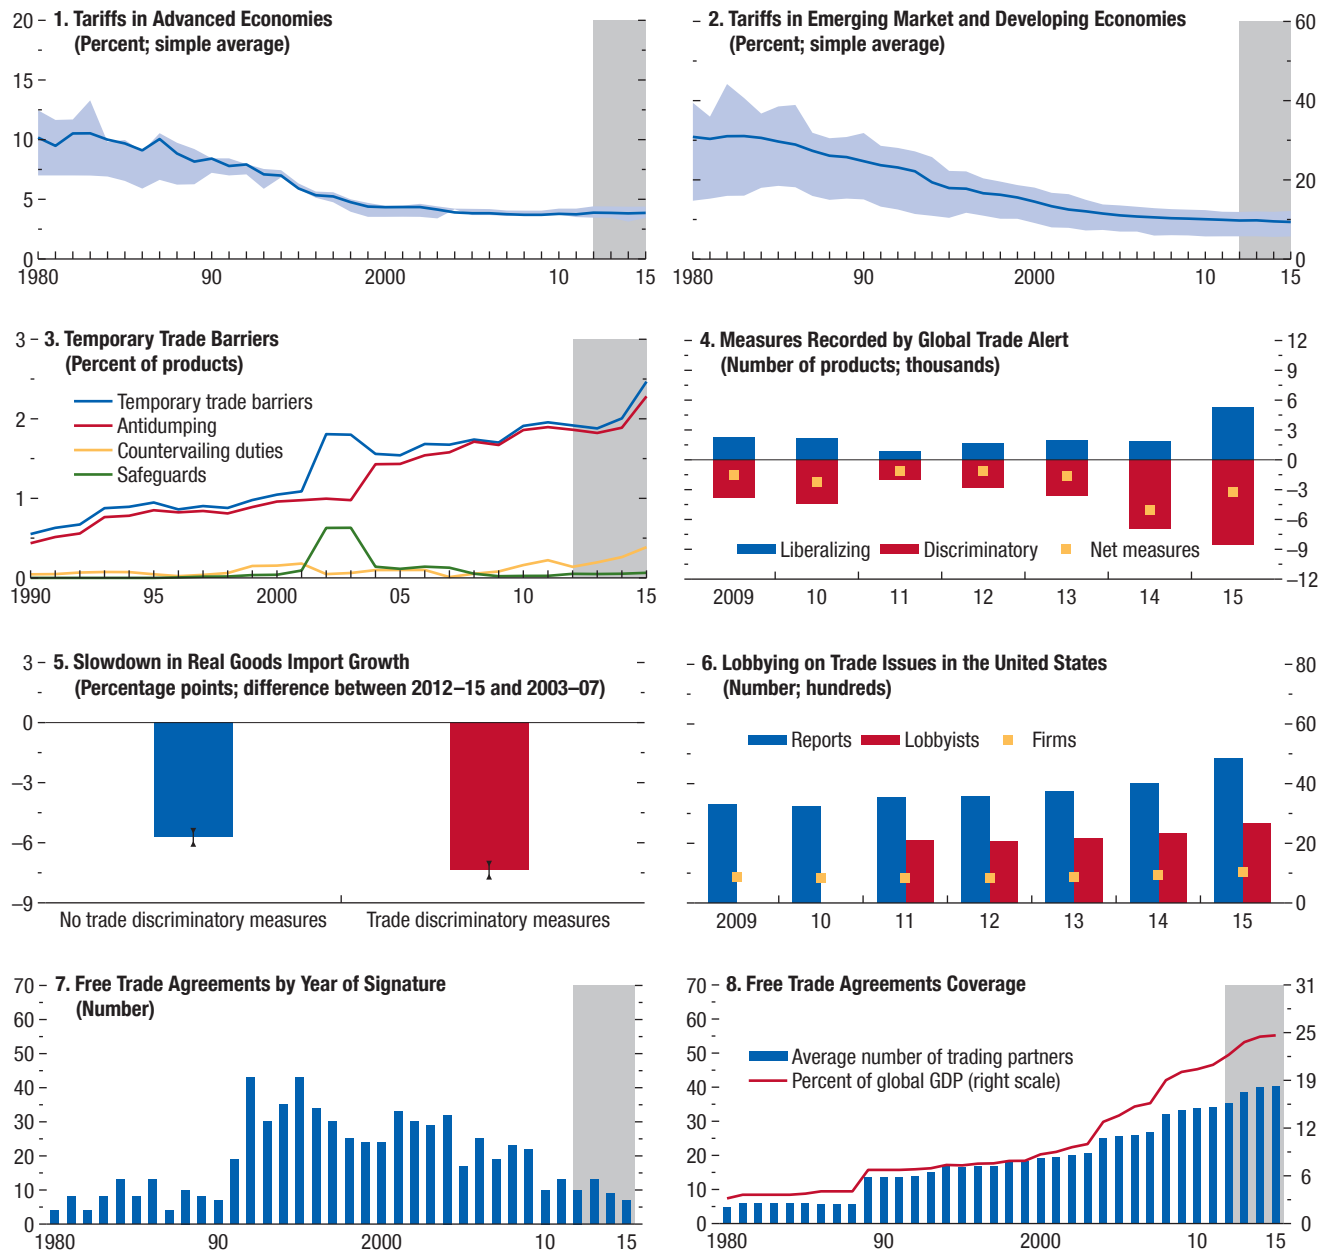 1. Tariffs in Advanced Economies
(Percent; simple average)
20
15
10
5
0
1980 90 2000 10 15
2. Tariffs in Emerging Market and Developing Economies
(Percent; simple average)
60
40
20
0
1980 90 2000 10 15
3. Temporary Trade Barriers
(Percent of products)
Temporary trade barriers
Antidumping
Countervailing duties
Safeguards
3
2
1
0
1990 95 2000 05 10 15
4. Measures Recorded by Global Trade Alert
(Number of products; thousands)
12
9
6
3
0
–3
–6
–9
–12
Liberalizing Discriminatory Net measures
2009 10 11 12 13 14 15
5. Slowdown in Real Goods Import Growth
(Percentage points; difference between 2012–15 and 2003–07)
3
0
–3
–6
–9
No trade discriminatory measures Trade discriminatory measures
6. Lobbying on Trade Issues in the United States
(Number; hundreds)
Reports Lobbyists Firms
80
60
40
20
0
2009 10 11 12 13 14 15
7. Free Trade Agreements by Year of Signature
(Number)
70
60
50
40
30
20
10
0
1980 90 2000 10 15
8. Free Trade Agreements Coverage
Average number of trading partners
Percent of global GDP (right scale)
70
60
50
40
30
20
10
0
31
25
19
12
6
0
1980 90 2000 10 15